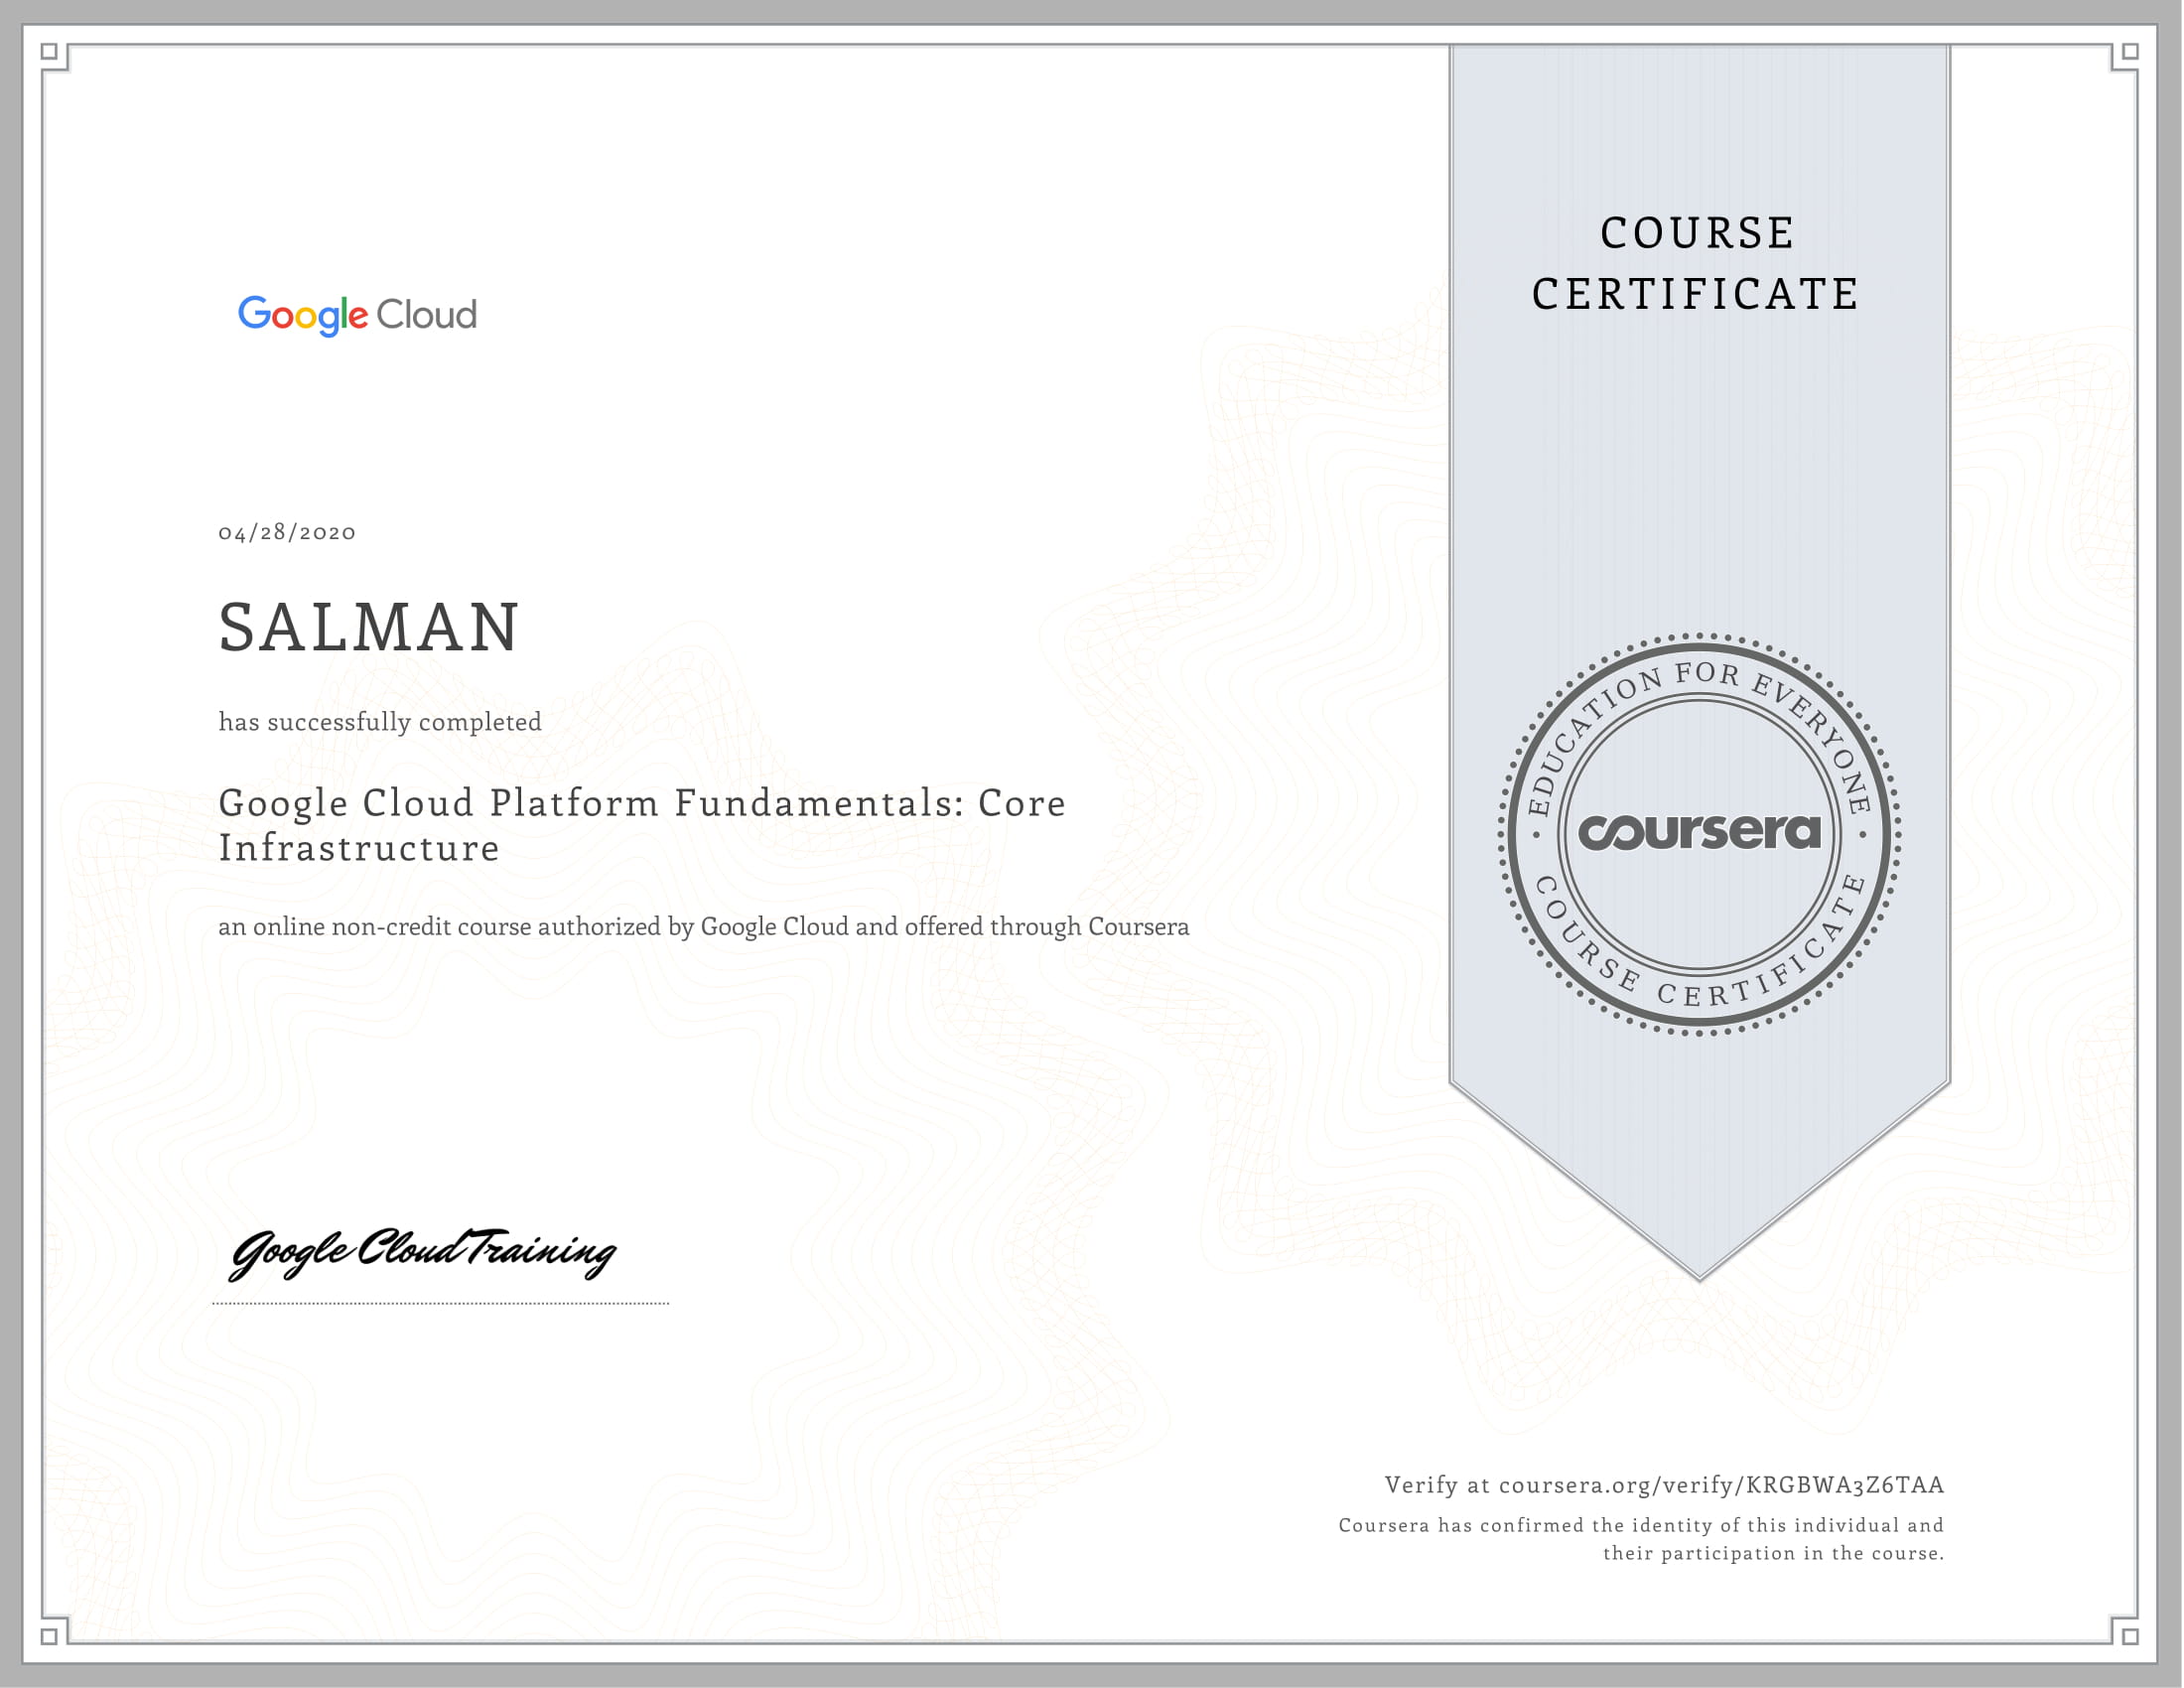 Google Cloud
COURSE
CERTIFICATE
04/28/2020
SALMAN
has successfully completed
Google Cloud Platform Fundamentals: Core
Infrastructure
an online non-credit course authorized by Google Cloud and offered through Coursera
EDUCATION FOR EVERYONE
coursera
COURSE CERTIFICATE
Google Cloud Training
Verify at coursera.org/verify/KRGBWA3Z6TAA
Coursera has confirmed the identity of this individual and
their participation in the course.